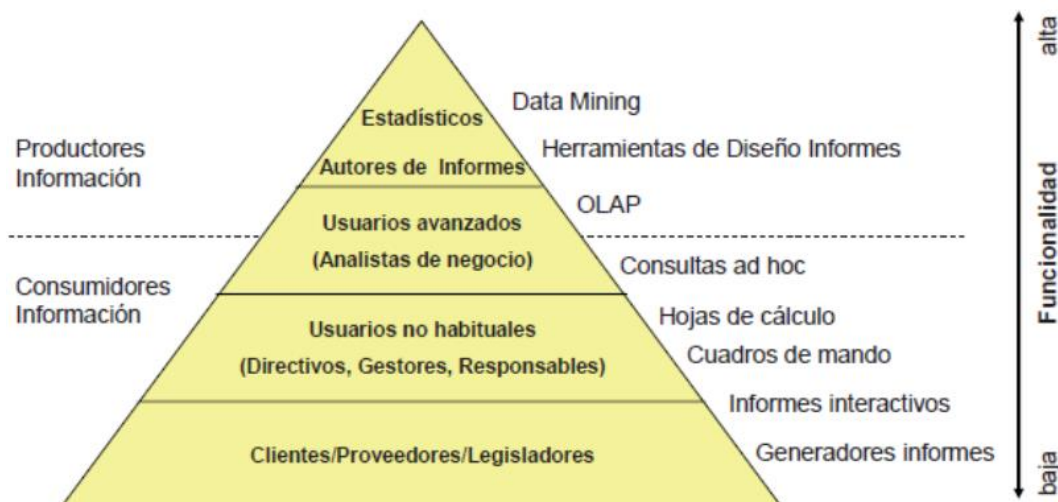 alta
Data Mining
Estadísticos
Productores
Información
Herramientas de Diseño Informes
Autores de  Informes
OLAP
Usuarios avanzados
(Analistas de negocio)
Consultas ad hoc
Consumidores
Información
Funcionalidad
Hojas de cálculo
Usuarios no habituales
(Directivos, Gestores, Responsables)
Cuadros de mando
Informes interactivos
Clientes/Proveedores/Legisladores
Generadores informes
baja